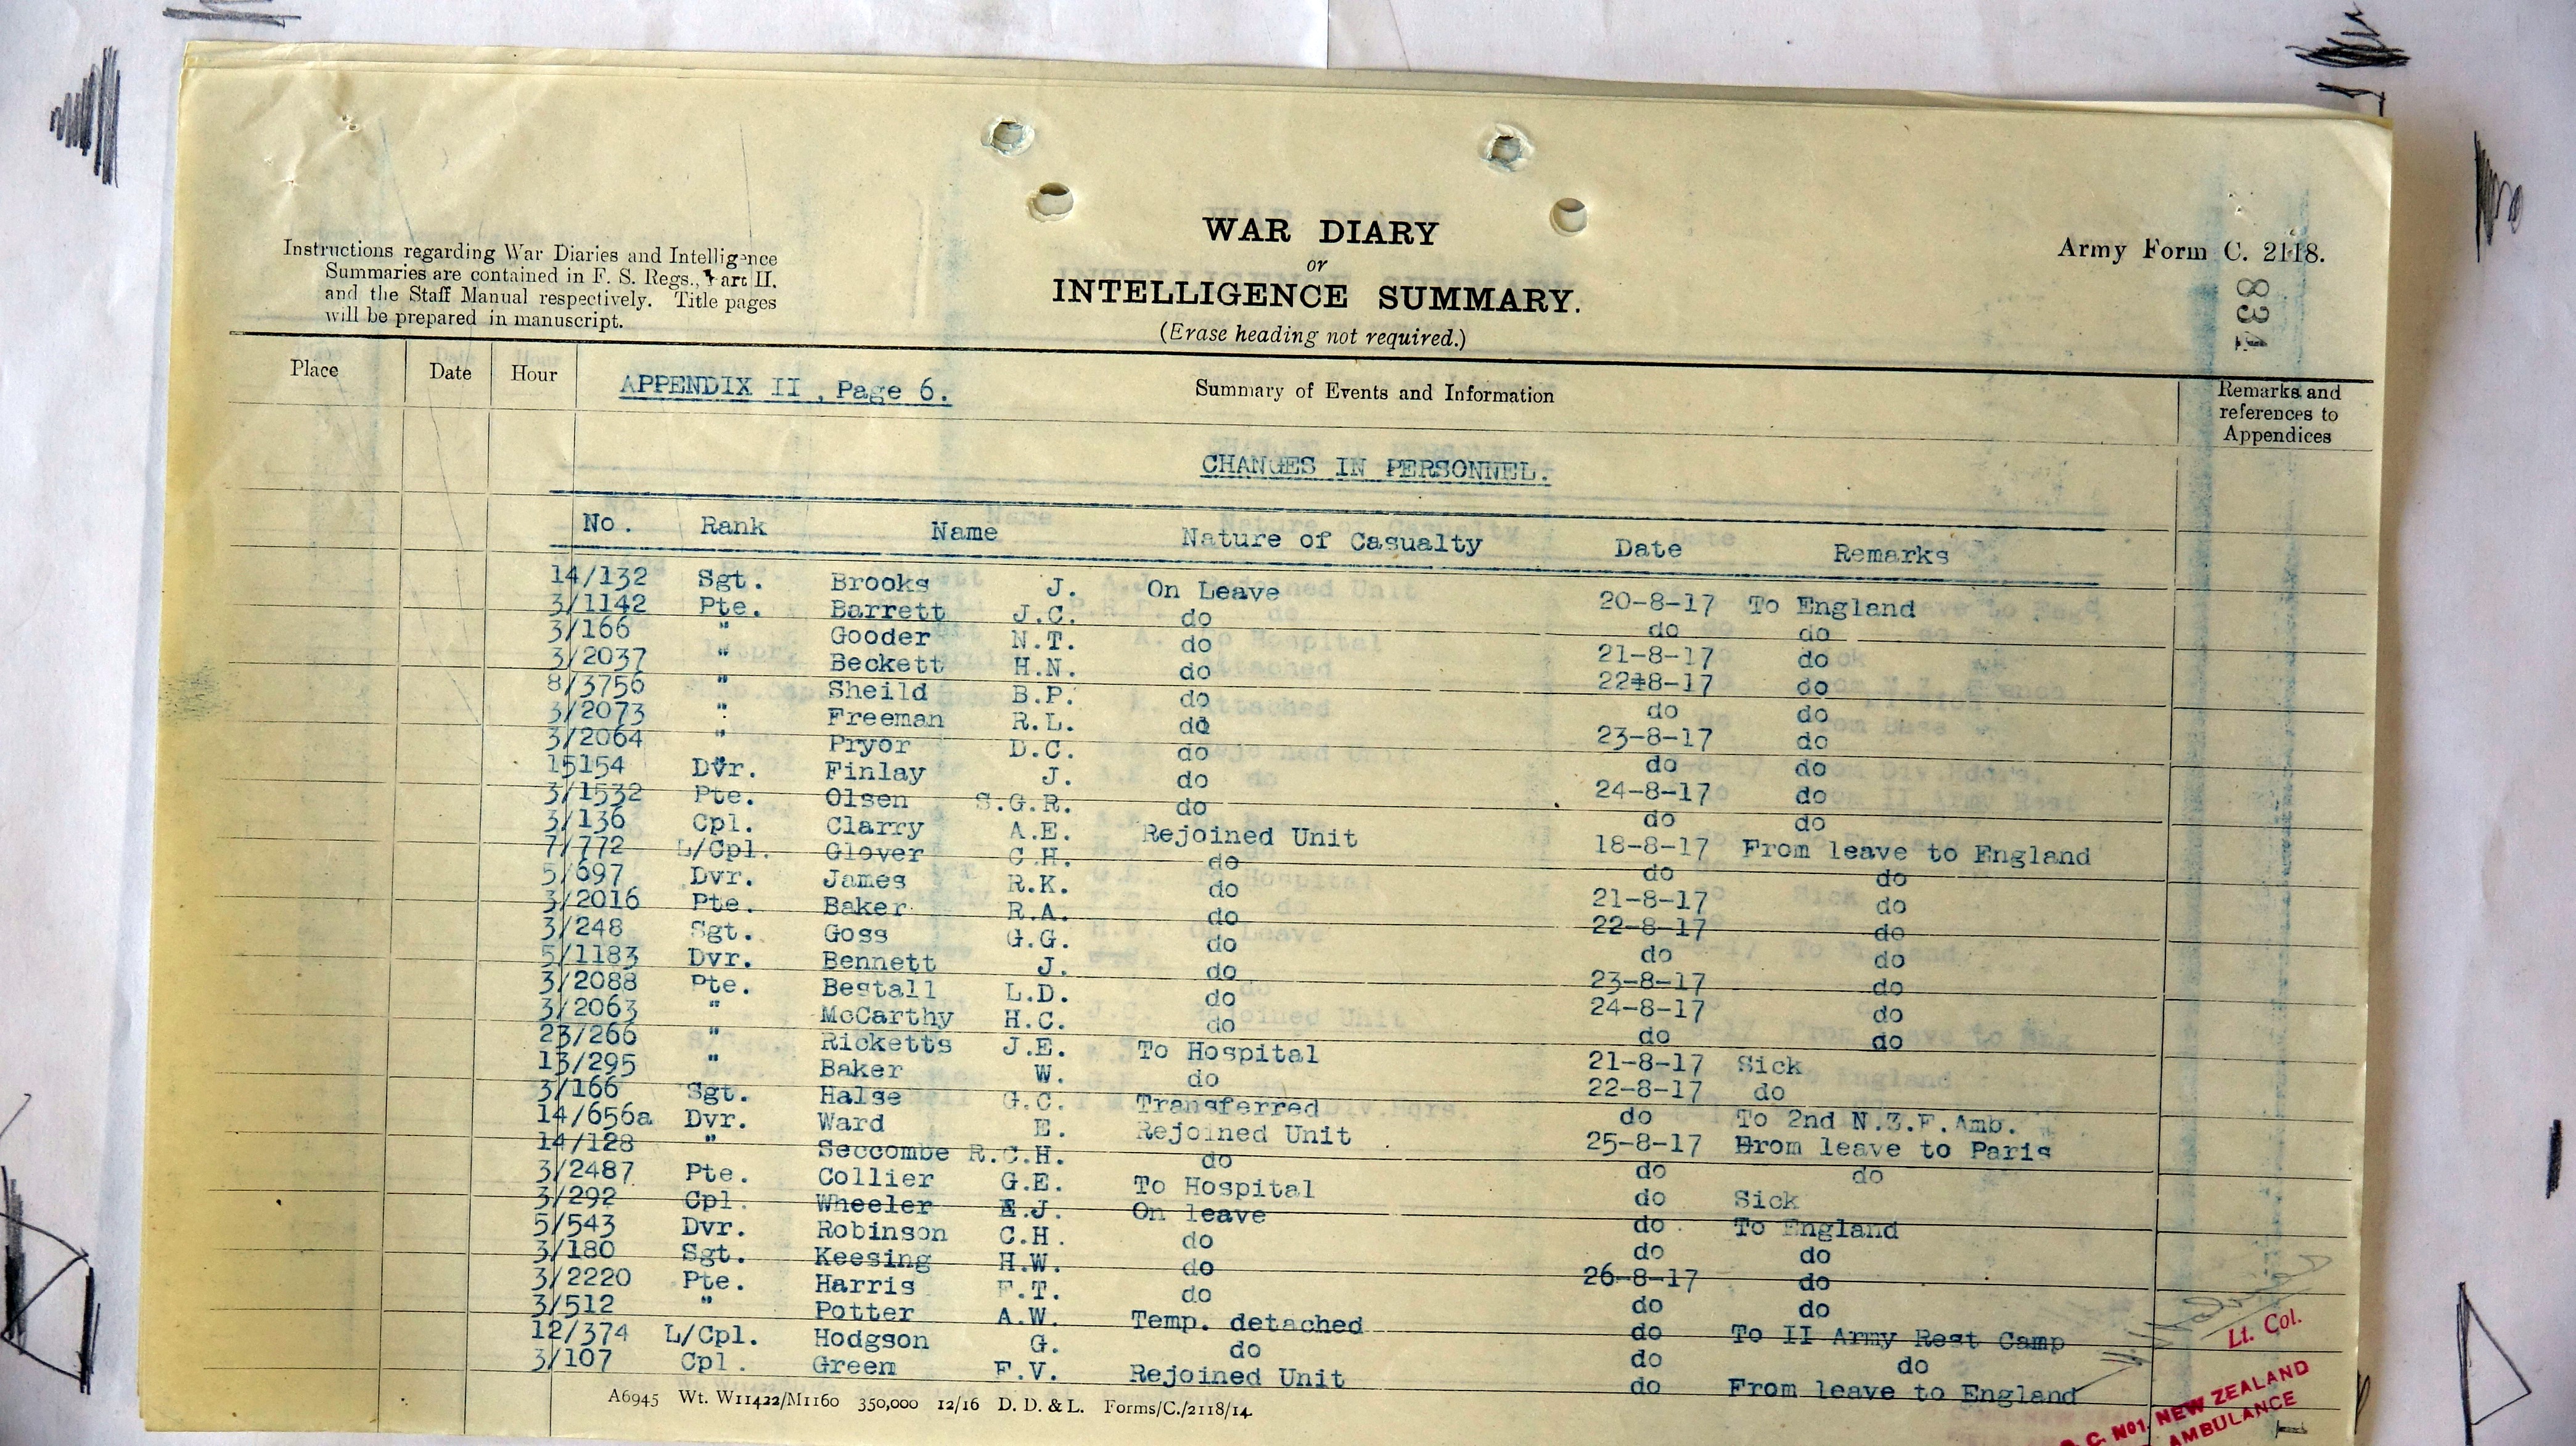 Instructions regarding War Diaries and Intelligence
Summaries are contained in F. S. Regs., Part II.
and the Staff Manual respectively. Title pages
will be prepared in manuscript.
WAR DIARY
or
INTELLIGENCE SUMMARY.
(Erase heading not required.)
Army Form C. 2118.
831
Place Date Hour APPENDIX II, Page 6. Summary of Events and Information Remarks and
references to
Appendices
CHANGES IN PERSONNEL.
No. Rank Name Nature of Casualty Date Remarks
14/132 Sgt. Brooks J. On Leave 20-8-17 To England
3/1142 Pte. Barrett J.C. do do do
3/166 " Gooder N.T. do 21-8-17 do
3/2037 " Beckett H.N. do 22-8-17 do
8/3756 " Sheild B.P. do do do
3/2073 " Freeman R.L. do 23-8-17 do
3/2064 " Pryor D.C. do do do
15154 Dvr. Finlay J. do 24-8-17 do
3/1532 Pte. Olsen S.G.R. do do do
3/136 Cpl. Clarry A.E. Rejoined Unit 18-8-17 From leave to England
7/772 L/Cpl. Glover C.H. do do do
5/697 Dvr. James R.K. do 21-8-17 do
3/2016 Pte. Baker R.A. do 22-8-17 do
3/248 Sgt. Goss G.G. do do do
5/1183 Dvr. Bennett J. do 23-8-17 do
3/2088 Pte. Bestall L.D. do 24-8-17 do
3/2063 " McCarthy H.C. do do do
23/266 " Ricketts J.E. To Hospital 21-8-17 Sick
13/295 " Baker W. do 22-8-17 do
3/166 Sgt. Halse G.C. Transferred do To 2nd N.Z.F.Amb.
14/656a Dvr. Ward E. Rejoined Unit 25-8-17 From leave to Paris
14/128 " Seccombe R.C.H. do do do
3/2487 Pte. Collier G.E. To Hospital do Sick
3/292 Cpl. Wheeler E.J. On leave do To England
5/543 Dvr. Robinson C.H. do do do
3/180 Sgt. Keesing H.W. do 26-8-17 do
3/2220 Pte. Harris F.T. do do do
3/512 " Potter A.W. Temp. detached do To II Army Rest Camp
12/374 L/Cpl. Hodgson G. do do do
3/107 Cpl. Green F.V. Rejoined Unit do From leave to England
Lt. Col.
C. No1. NEW ZEALAND
AMBULANCE
A6945 Wt. W11422/M1160 350,000 12/16 D. D. & L. Forms/C./2118/14.